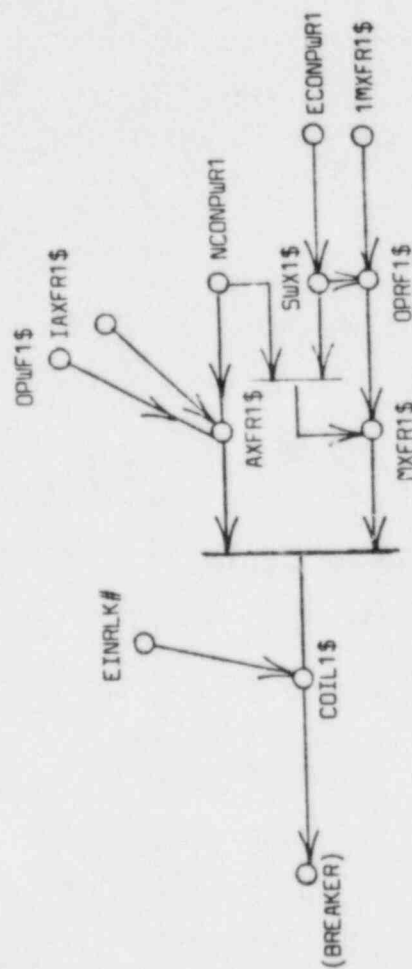 ECONPWR1
1MXFR1$
NCONPWR1
SWX1$
OPRF1$
OPWF1$
IAXFR1$
AXFR1$
MXFR1$
EINRLK#
COIL1$
(BREAKER)